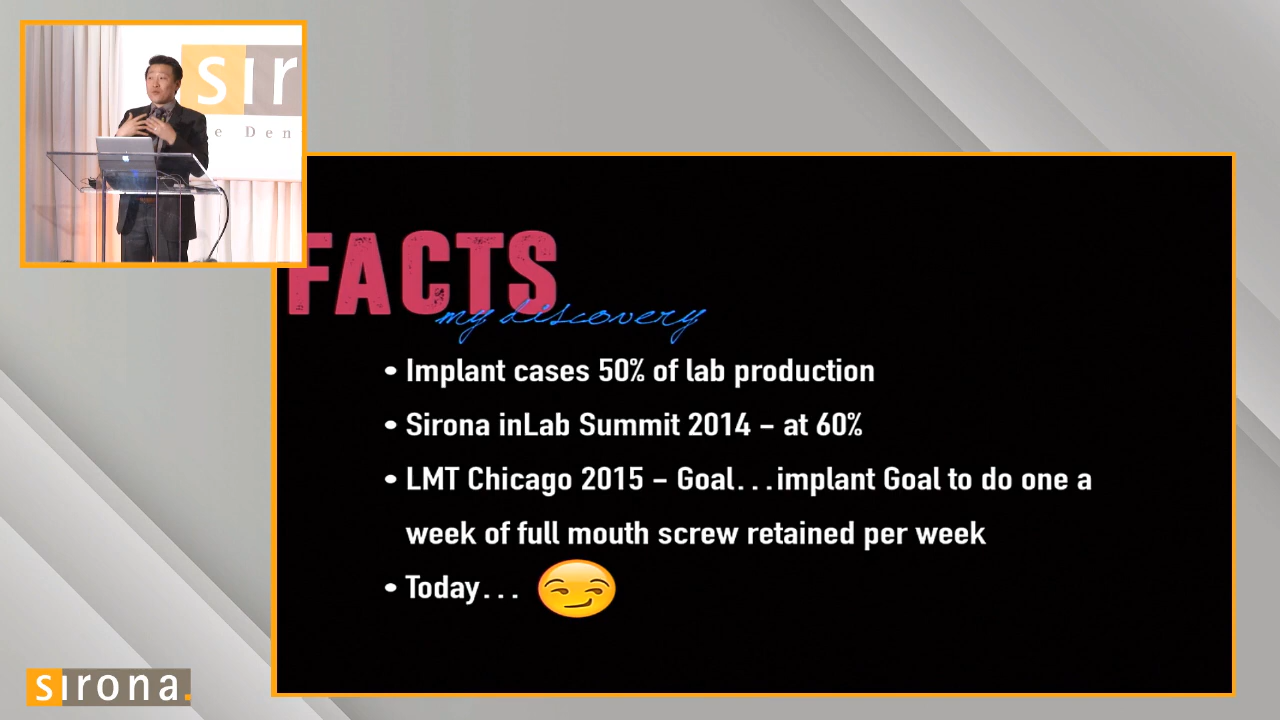 sir
e Den
FACTS
my discovery
• Implant cases 50% of lab production
• Sirona inLab Summit 2014 – at 60%
• LMT Chicago 2015 – Goal...implant Goal to do one a
week of full mouth screw retained per week
• Today...
sirona.